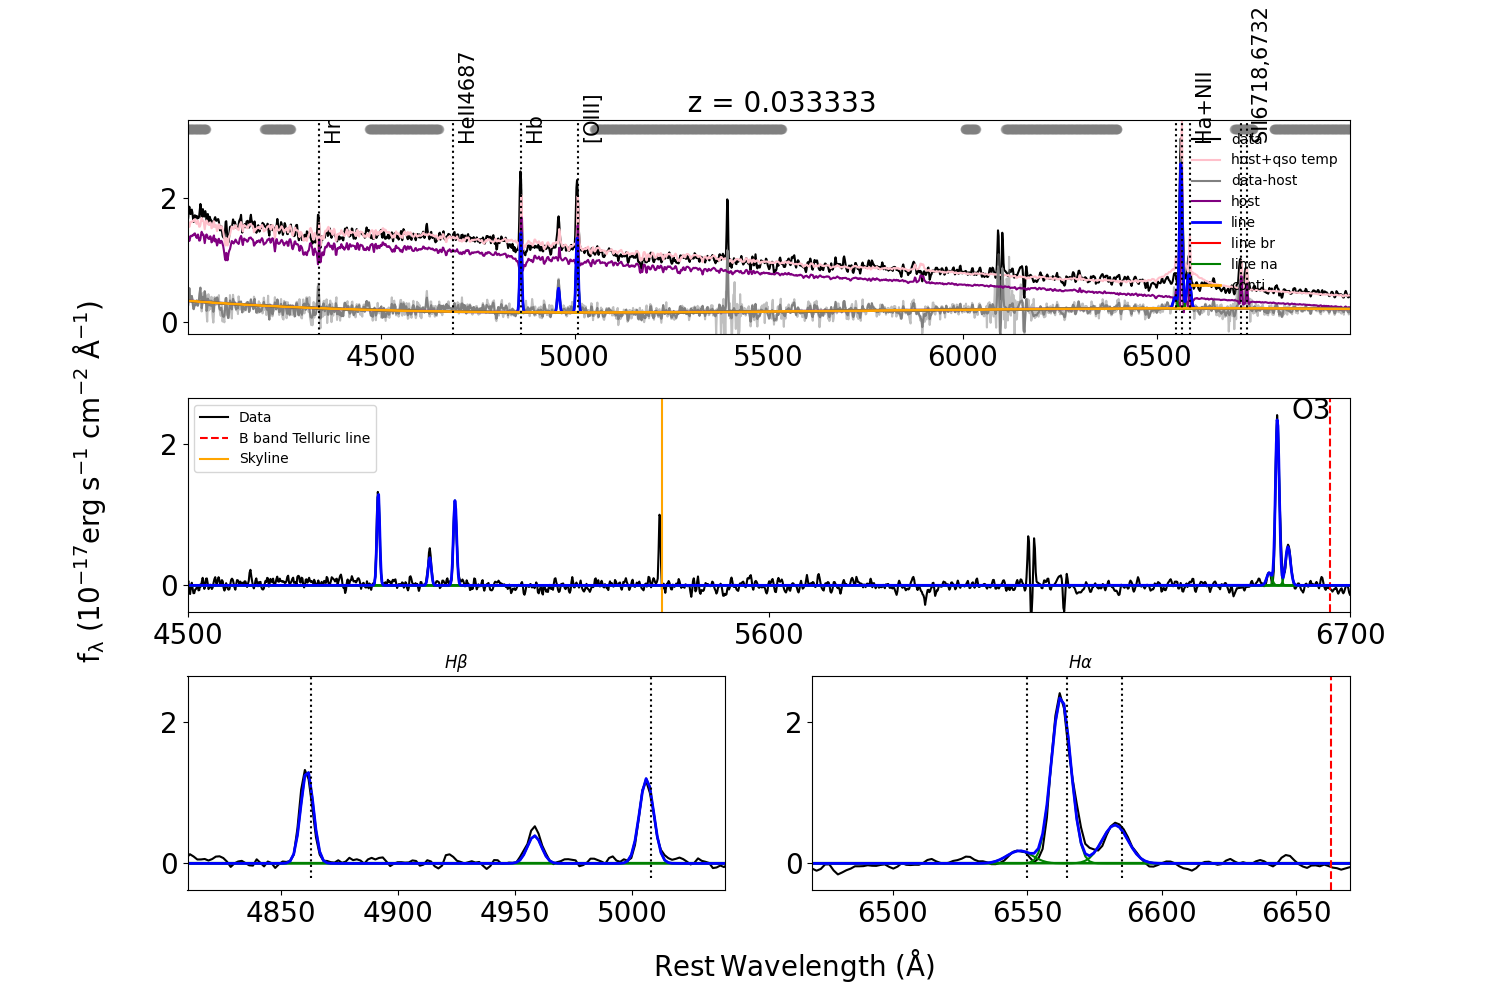 z = 0.033333
Hr
HeII4687
Hb
[OIII]
Ha+NII
SII6718,6732
data
host+qso temp
data-host
host
line
line br
line na
conti
2
0
4500
5000
5500
6000
6500
fλ (10−17erg s−1 cm−2 Å−1)
Data
B band Telluric line
Skyline
O3
2
0
4500
5600
6700
Hβ
2
0
4850
4900
4950
5000
Hα
2
0
6500
6550
6600
6650
Rest Wavelength (Å)